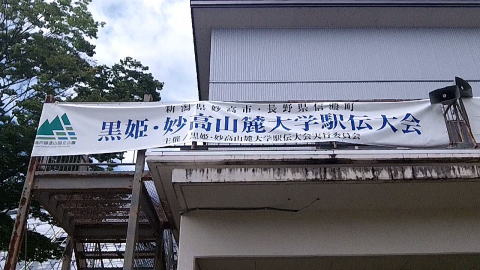 新潟県妙高市・長野県信濃町
黒姫・妙高山麓大学駅伝大会
主催/黒姫・妙高山麓大学駅伝大会実行委員会